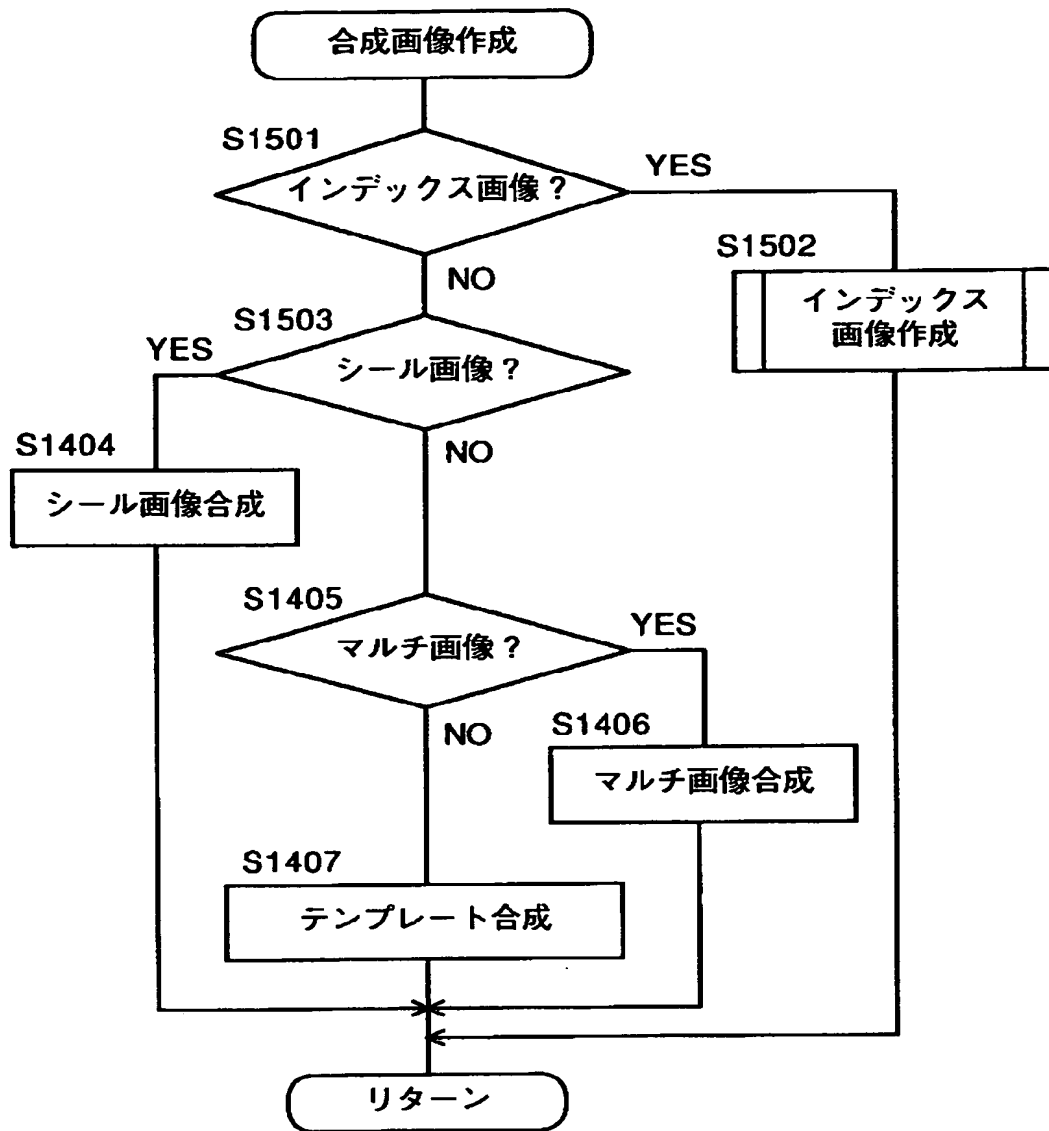 合成画像作成
S1501
インデックス画像？
YES
S1502
インデックス
画像作成
NO
S1503
YES
シール画像？
NO
S1404
シール画像合成
S1405
マルチ画像？
YES
NO
S1406
マルチ画像合成
S1407
テンプレート合成
リターン